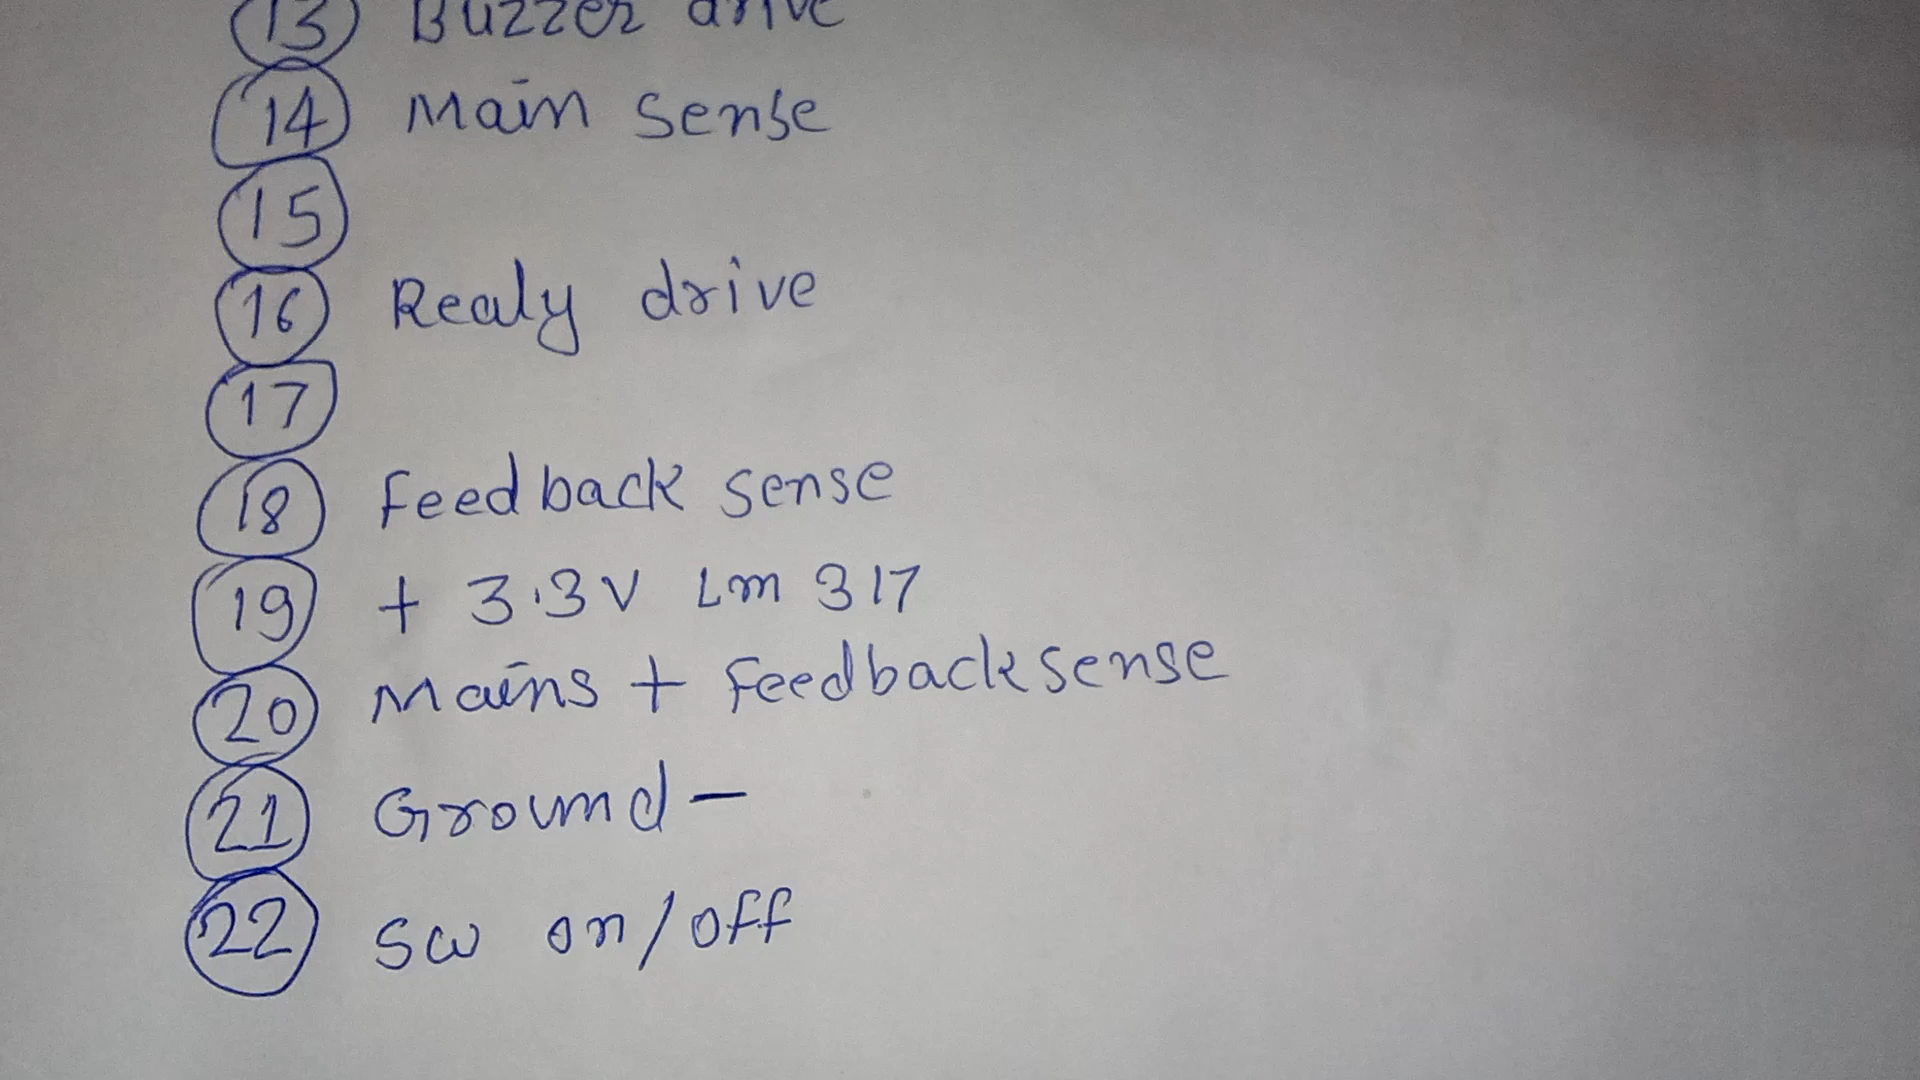 13 Buzzer drive
14 Main sense
15
16 Realy drive
17
18 Feedback sense
19 + 3.3V Lm 317
20 Mains + Feedback sense
21 Ground -
22 SW on/off